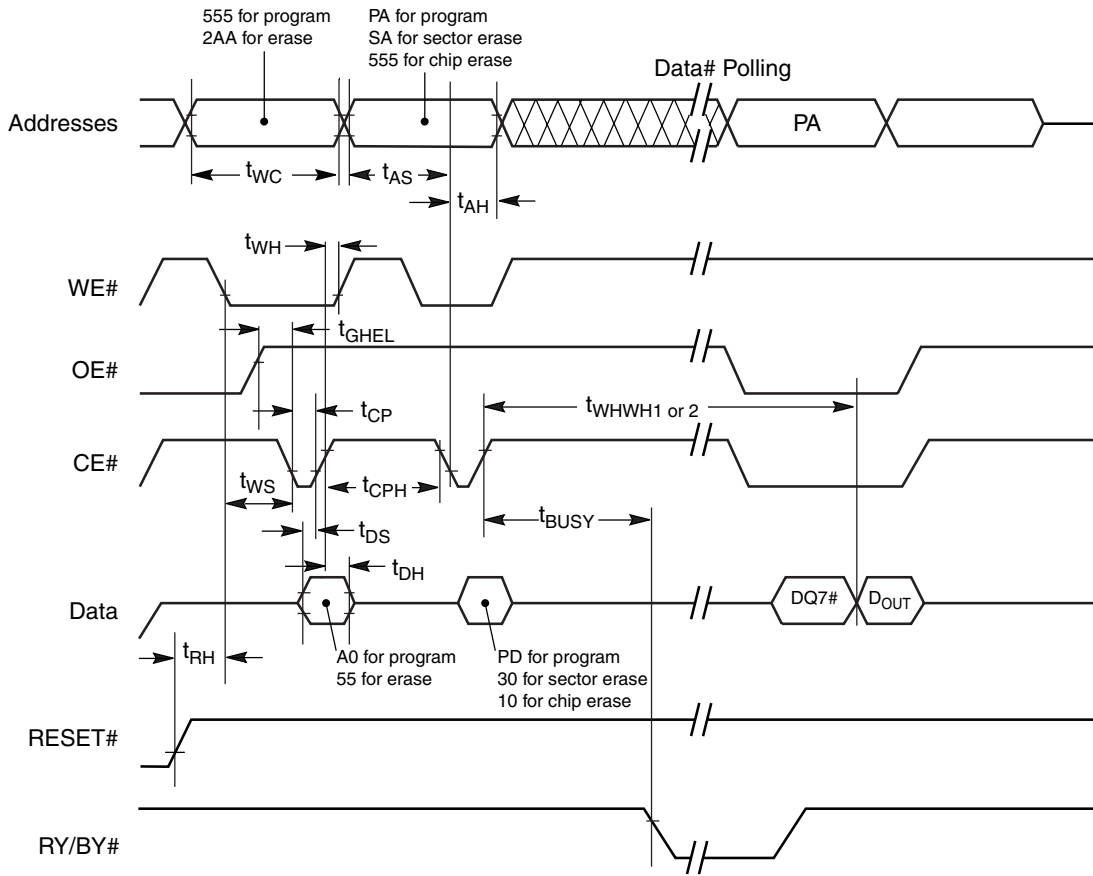 555 for program
2AA for erase
PA for program
SA for sector erase
555 for chip erase
Data# Polling
Addresses
PA
tWC
tAS
tAH
tWH
WE#
tGHEL
OE#
tCP
tWHWH1 or 2
CE#
tWS
tCPH
tDS
tBUSY
tDH
Data
DQ7#
DOUT
tRH
A0 for program
55 for erase
PD for program
30 for sector erase
10 for chip erase
RESET#
RY/BY#